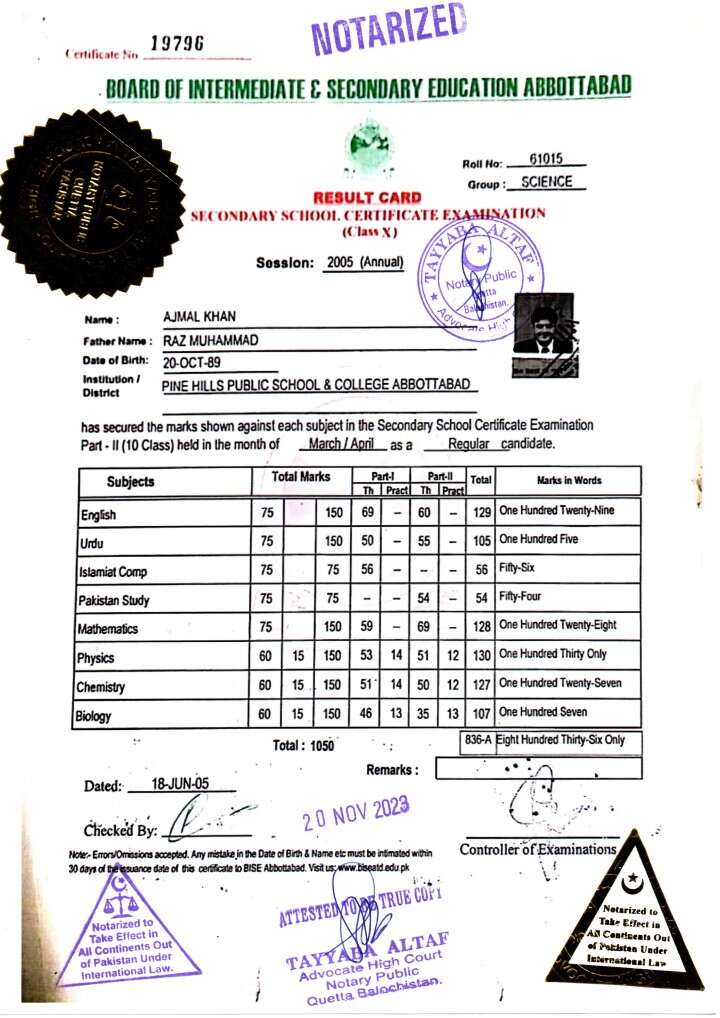 NOTARIZED
Certificate No 19796
BOARD OF INTERMEDIATE & SECONDARY EDUCATION ABBOTTABAD
Roll No: 61015
Group : SCIENCE
NOTARY PUBLIC
QUETTA
RESULT CARD
SECONDARY SCHOOL CERTIFICATE EXAMINATION
(Class X)
TAYYABA ALTAF
Notary Public
Quetta
Balochistan.
Advocate High
Session: 2005 (Annual)
Name : AJMAL KHAN
Father Name : RAZ MUHAMMAD
Date of Birth: 20-OCT-89
Institution / District PINE HILLS PUBLIC SCHOOL & COLLEGE ABBOTTABAD
has secured the marks shown against each subject in the Secondary School Certificate Examination
Part - II (10 Class) held in the month of March / April as a Regular candidate.
Subjects Total Marks Part-I Part-II Total Marks in Words
Th Pract Th Pract
English 75 150 69 – 60 – 129 One Hundred Twenty-Nine
Urdu 75 150 50 – 55 – 105 One Hundred Five
Islamiat Comp 75 75 56 – – – 56 Fifty-Six
Pakistan Study 75 75 – – 54 – 54 Fifty-Four
Mathematics 75 150 59 – 69 – 128 One Hundred Twenty-Eight
Physics 60 15 150 53 14 51 12 130 One Hundred Thirty Only
Chemistry 60 15 150 51 14 50 12 127 One Hundred Twenty-Seven
Biology 60 15 150 46 13 35 13 107 One Hundred Seven
Total : 1050 836-A Eight Hundred Thirty-Six Only
Remarks :
Dated: 18-JUN-05
20 NOV 2023
Checked By:
Controller of Examinations
Note:- Errors/Omissions accepted. Any mistake in the Date of Birth & Name etc must be intimated within
30 days of the issuance date of this certificate to BISE Abbottabad. Visit us: www.biseatd.edu.pk
ATTESTED TO BE TRUE COPY
TAYYABA ALTAF
Advocate High Court
Notary Public
Quetta Balochistan.
Notarized to
Take Effect in
All Continents Out
of Pakistan Under
International Law.
Notarized to
Take Effect in
All Continents Out
of Pakistan Under
International Law